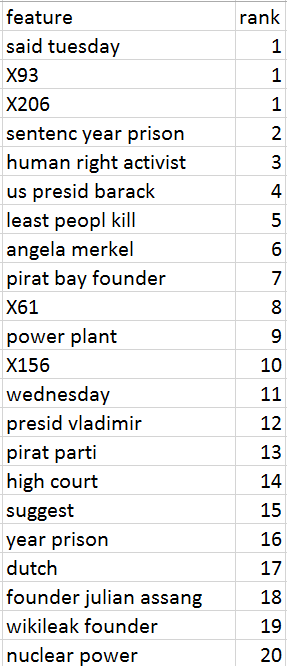 feature rank
said tuesday 1
X93 1
X206 1
sentenc year prison 2
human right activist 3
us presid barack 4
least peopl kill 5
angela merkel 6
pirat bay founder 7
X61 8
power plant 9
X156 10
wednesday 11
presid vladimir 12
pirat parti 13
high court 14
suggest 15
year prison 16
dutch 17
founder julian assang 18
wikileak founder 19
nuclear power 20